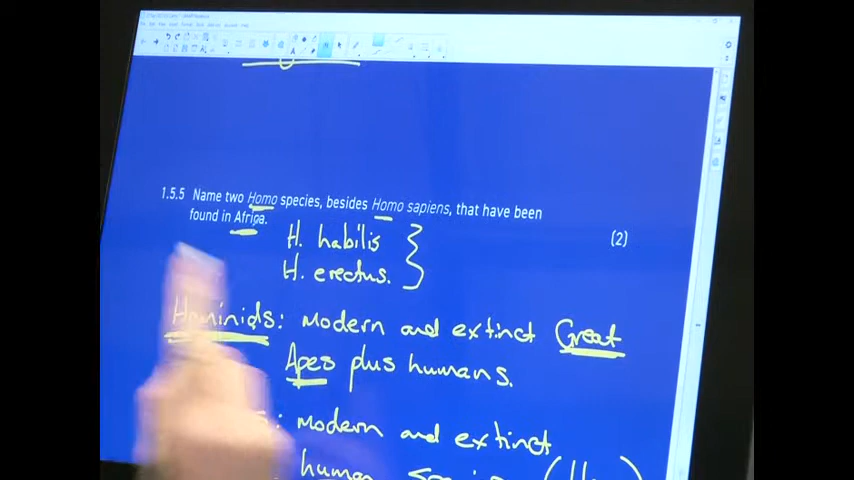 1.5.5 Name two Homo species, besides Homo sapiens, that have been
found in Africa.
(2)
H. habilis
H. erectus.
Hominids: Modern and extinct Great
Apes plus humans.
: modern and extinct
human